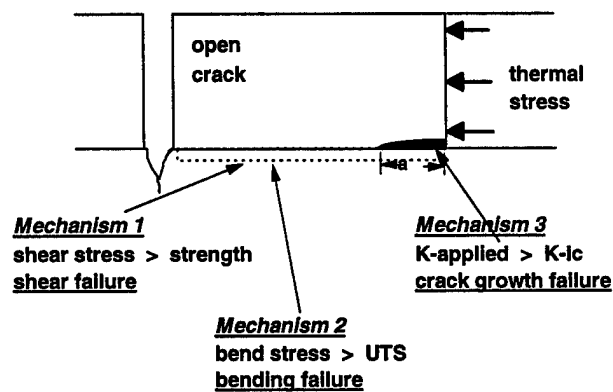 open
crack
thermal
stress
a
Mechanism 1
shear stress > strength
shear failure
Mechanism 3
K-applied > K-ic
crack growth failure
Mechanism 2
bend stress > UTS
bending failure